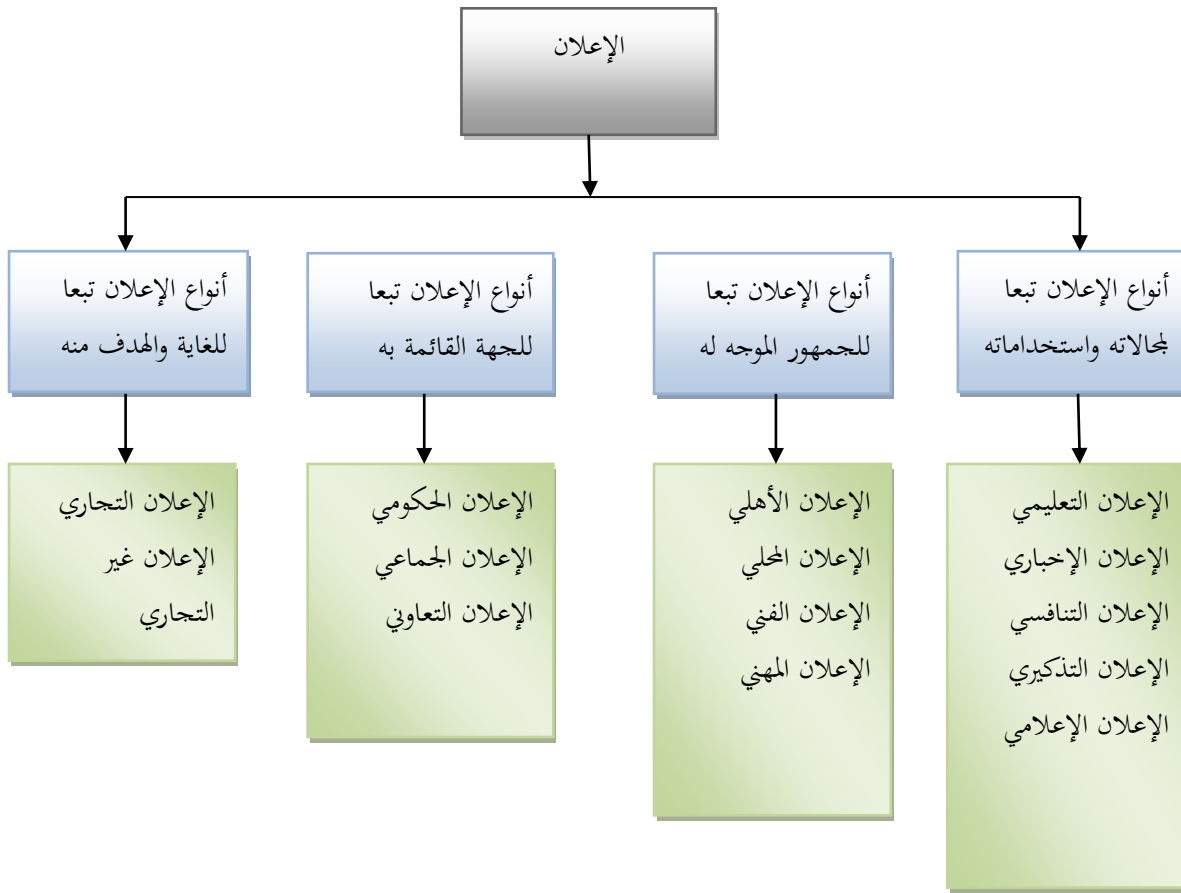 الإعلان
أنواع الإعلان تبعا
لمجالاته واستخداماته
أنواع الإعلان تبعا
للجمهور الموجه له
أنواع الإعلان تبعا
للجهة القائمة به
أنواع الإعلان تبعا
للغاية والهدف منه
الإعلان التعليمي
الإعلان الإخباري
الإعلان التنافسي
الإعلان التذكيري
الإعلان الإعلامي
الإعلان الأهلي
الإعلان المحلي
الإعلان الفني
الإعلان المهني
الإعلان الحكومي
الإعلان الجماعي
الإعلان التعاوني
الإعلان التجاري
الإعلان غير
التجاري